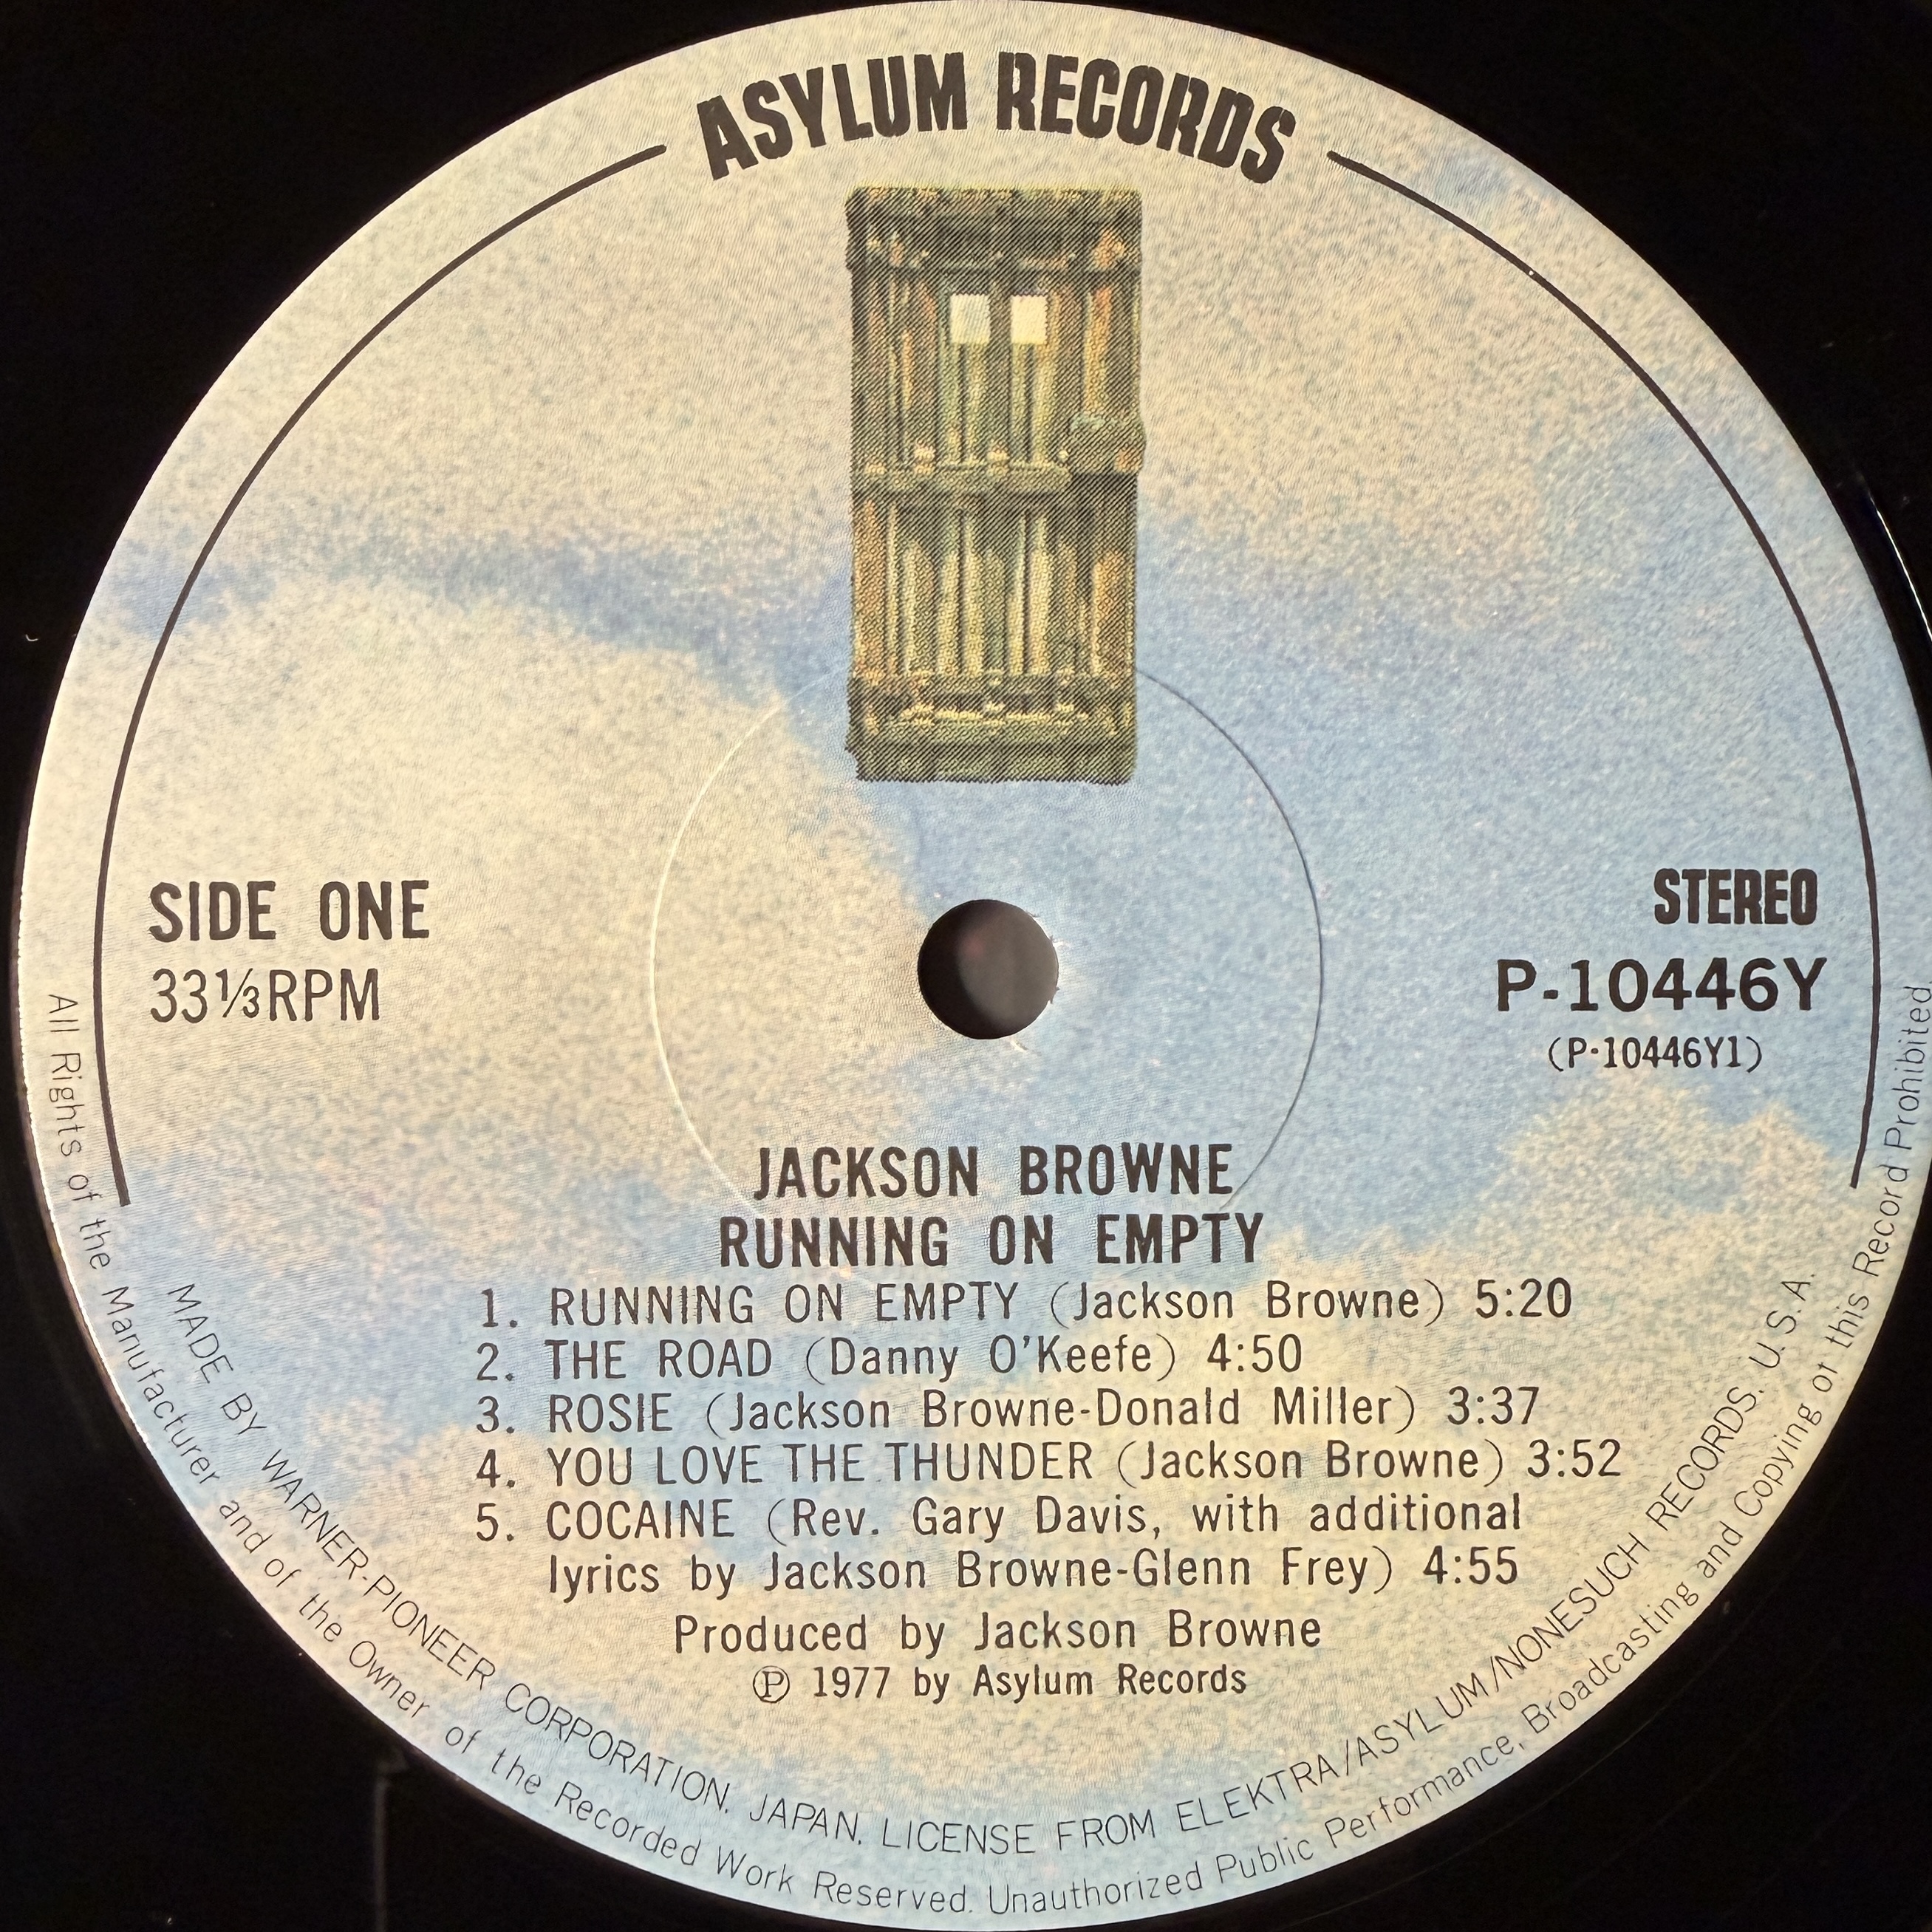 ASYLUM RECORDS
SIDE ONE
33⅓RPM
STEREO
P-10446Y
(P·10446Y1)
JACKSON BROWNE
RUNNING ON EMPTY
1. RUNNING ON EMPTY (Jackson Browne) 5:20
2. THE ROAD (Danny O'Keefe) 4:50
3. ROSIE (Jackson Browne-Donald Miller) 3:37
4. YOU LOVE THE THUNDER (Jackson Browne) 3:52
5. COCAINE (Rev. Gary Davis, with additional
lyrics by Jackson Browne-Glenn Frey) 4:55
Produced by Jackson Browne
Ⓟ 1977 by Asylum Records
MADE BY WARNER-PIONEER CORPORATION, JAPAN. LICENSE FROM ELEKTRA/ASYLUM/NONESUCH RECORDS, U.S.A.
All Rights of the Manufacturer and of the Owner of the Recorded Work Reserved. Unauthorized Public Performance, Broadcasting and Copying of this Record Prohibited.